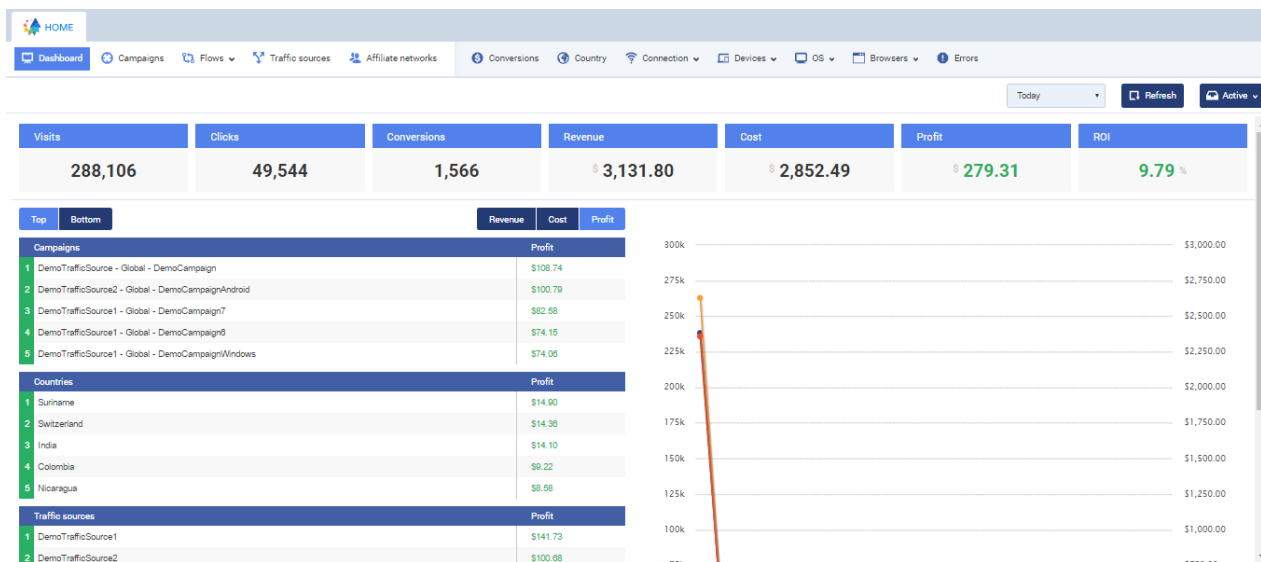 HOME
Dashboard Campaigns Flows Traffic sources Affiliate networks Conversions Country Connection Devices OS Browsers Errors
Today Refresh Active
Visits Clicks Conversions Revenue Cost Profit ROI
288,106 49,544 1,566 $ 3,131.80 $ 2,852.49 $ 279.31 9.79 %
Top Bottom Revenue Cost Profit
Campaigns Profit
1 DemoTrafficSource - Global - DemoCampaign $108.74
2 DemoTrafficSource2 - Global - DemoCampaignAndroid $100.79
3 DemoTrafficSource1 - Global - DemoCampaign7 $82.58
4 DemoTrafficSource1 - Global - DemoCampaign6 $74.15
5 DemoTrafficSource1 - Global - DemoCampaignWindows $74.06
Countries Profit
1 Suriname $14.90
2 Switzerland $14.36
3 India $14.10
4 Colombia $9.22
5 Nicaragua $8.58
Traffic sources Profit
1 DemoTrafficSource1 $141.73
2 DemoTrafficSource2 $100.68
300k $3,000.00
275k $2,750.00
250k $2,500.00
225k $2,250.00
200k $2,000.00
175k $1,750.00
150k $1,500.00
125k $1,250.00
100k $1,000.00